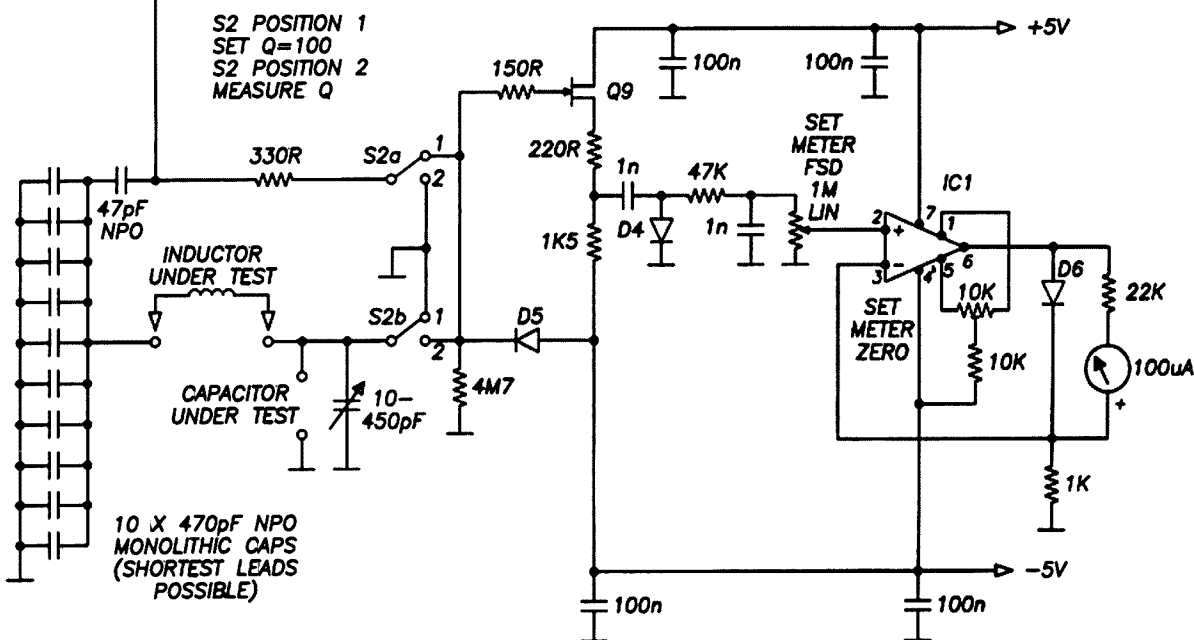 S2 POSITION 1
SET Q=100
S2 POSITION 2
MEASURE Q
+5V
100n
100n
150R
Q9
220R
SET
METER
FSD
1M
LIN
330R
S2a
1
2
47pF
NPO
1n
47K
1n
D4
1K5
IC1
2
+
7
1
6
-
3
4
5
10K
D6
22K
INDUCTOR
UNDER TEST
S2b
1
2
D5
SET
METER
ZERO
10K
100uA
+
4M7
CAPACITOR
UNDER TEST
10-
450pF
1K
10 X 470pF NPO
MONOLITHIC CAPS
(SHORTEST LEADS
POSSIBLE)
-5V
100n
100n